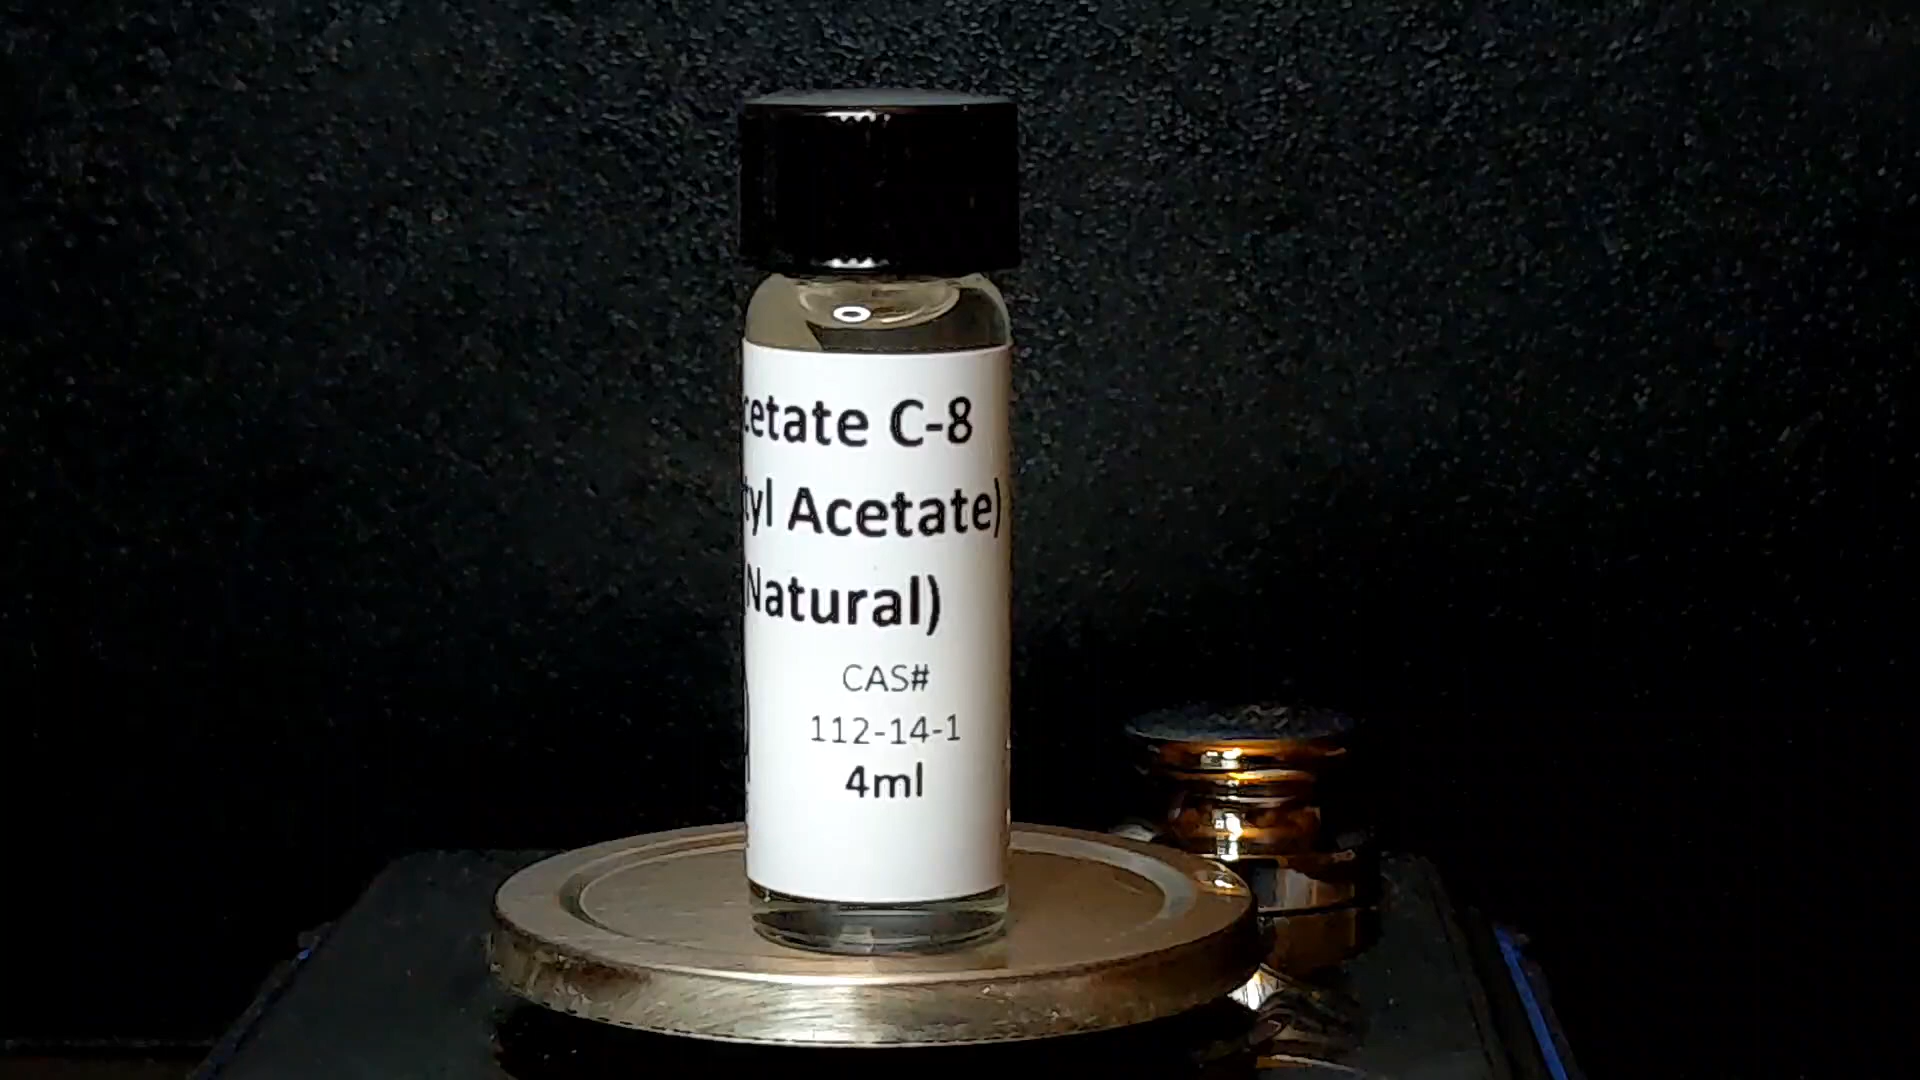 cetate C-8
tyl Acetate)
Natural)
CAS#
112-14-1
4ml